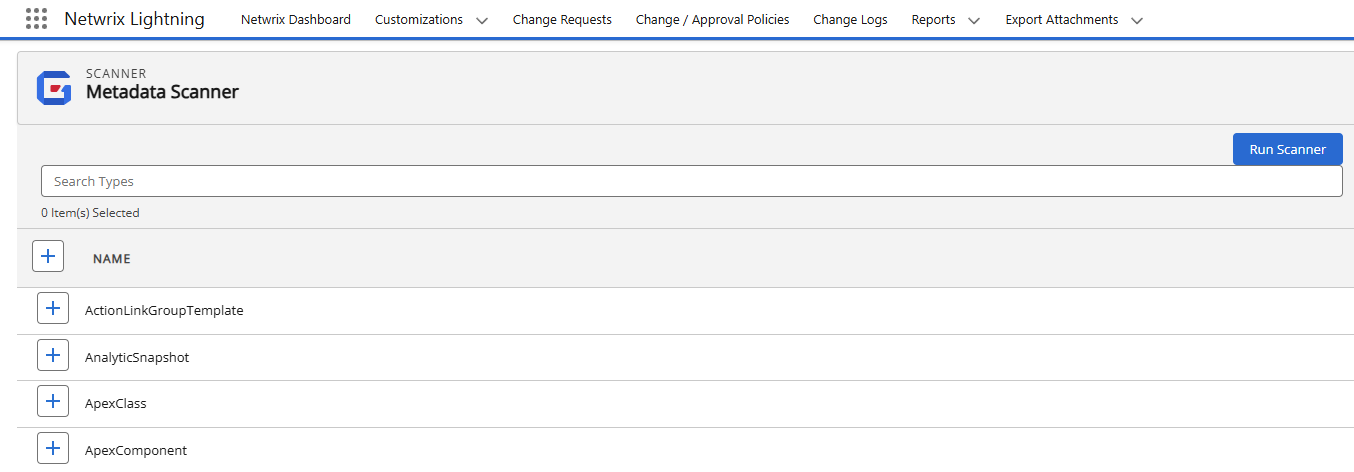 Netwrix Lightning Netwrix Dashboard Customizations Change Requests Change / Approval Policies Change Logs Reports Export Attachments
SCANNER
Metadata Scanner
Run Scanner
Search Types
0 Item(s) Selected
NAME
ActionLinkGroupTemplate
AnalyticSnapshot
ApexClass
ApexComponent